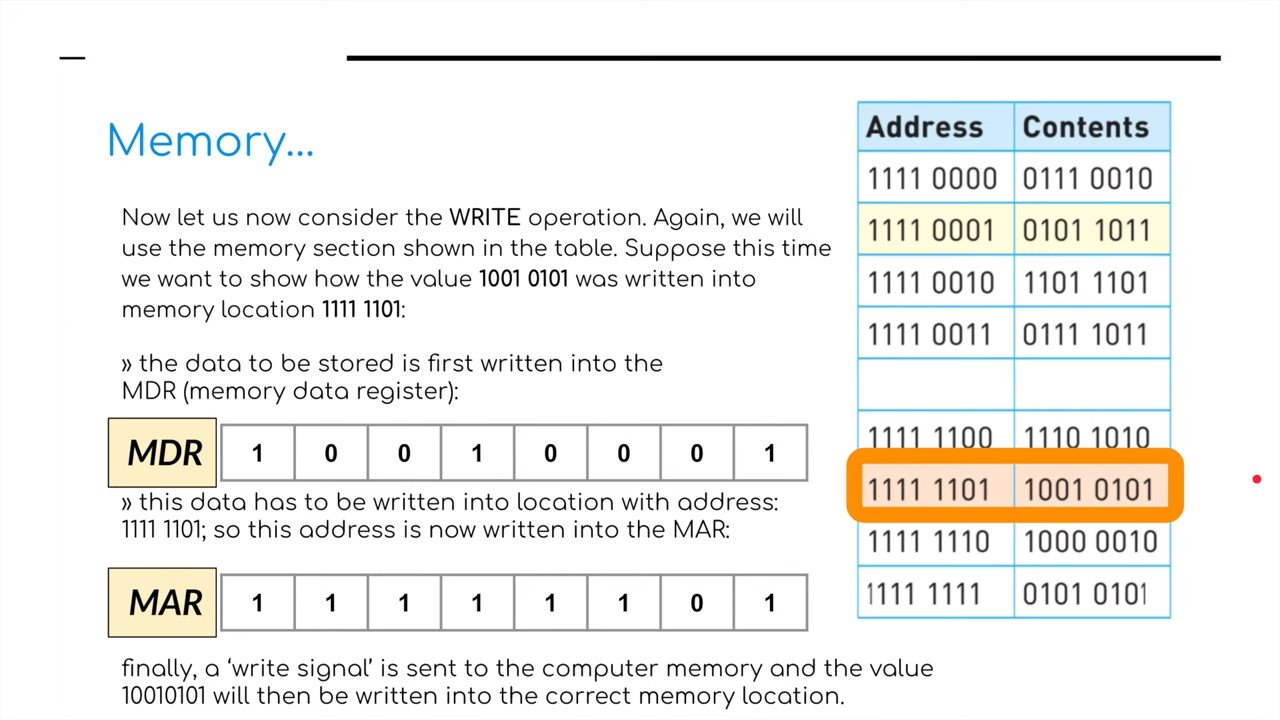 Memory...
Now let us now consider the WRITE operation. Again, we will
use the memory section shown in the table. Suppose this time
we want to show how the value 1001 0101 was written into
memory location 1111 1101:
» the data to be stored is first written into the
MDR (memory data register):
MDR 1 0 0 1 0 0 0 1
» this data has to be written into location with address:
1111 1101; so this address is now written into the MAR:
MAR 1 1 1 1 1 1 0 1
finally, a ‘write signal’ is sent to the computer memory and the value
10010101 will then be written into the correct memory location.
Address Contents
1111 0000 0111 0010
1111 0001 0101 1011
1111 0010 1101 1101
1111 0011 0111 1011
1111 1100 1110 1010
1111 1101 1001 0101
1111 1110 1000 0010
1111 1111 0101 0101